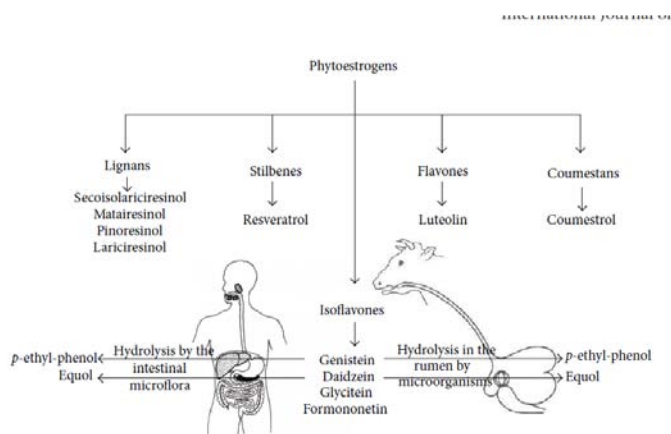 Phytoestrogens
Lignans
Stilbenes
Flavones
Coumestans
Secoisolariciresinol
Matairesinol
Pinoresinol
Lariciresinol
Resveratrol
Luteolin
Coumestrol
Isoflavones
p-ethyl-phenol
Hydrolysis by the
intestinal
microflora
Equol
Genistein
Daidzein
Glycitein
Formononetin
Hydrolysis in the
rumen by
microorganisms
p-ethyl-phenol
Equol